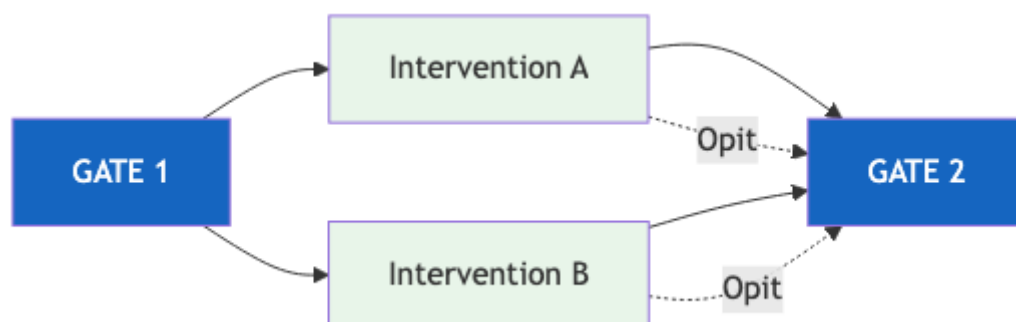 Intervention A
Opit
GATE 1
GATE 2
Intervention B
Opit